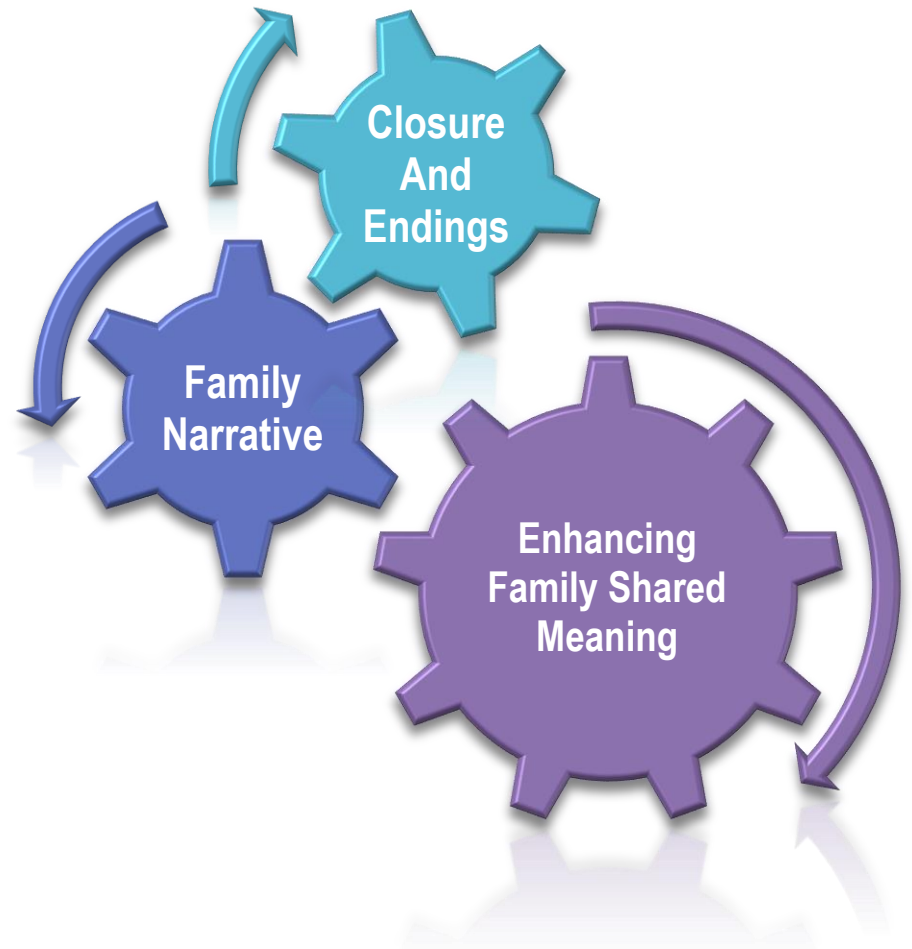 Closure
And
Endings
Family
Narrative
Enhancing
Family Shared
Meaning